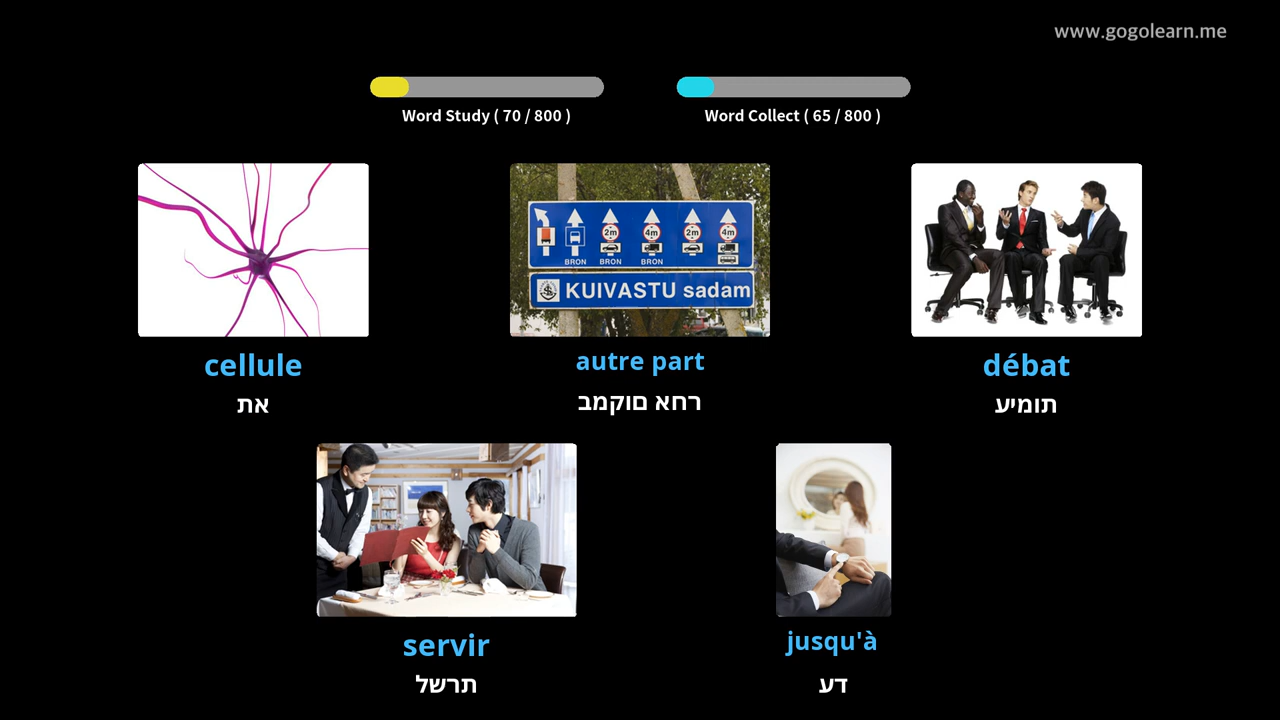 www.gogolearn.me
Word Study ( 70 / 800 )
Word Collect ( 65 / 800 )
BRON BRON BRON
2m 4m 2m 4m
KUIVASTU sadam
cellule
את
autre part
רחא םוקמב
débat
תומיע
servir
תרשל
jusqu'à
דע